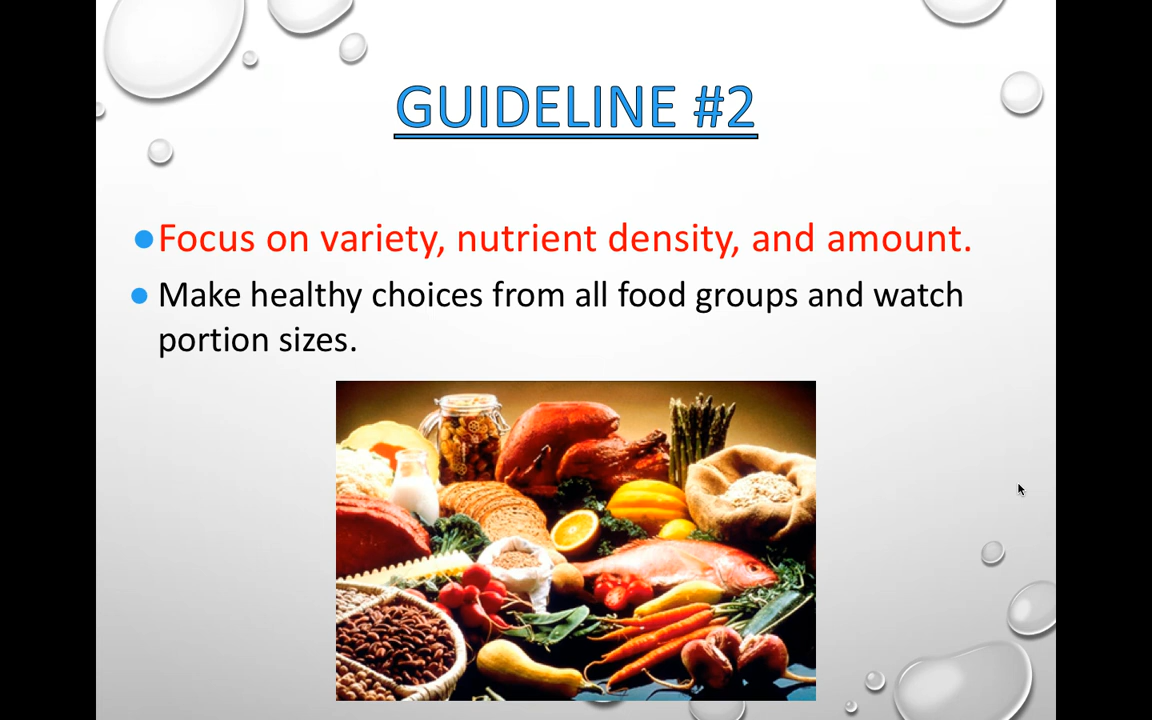 GUIDELINE #2
Focus on variety, nutrient density, and amount.
Make healthy choices from all food groups and watch
portion sizes.